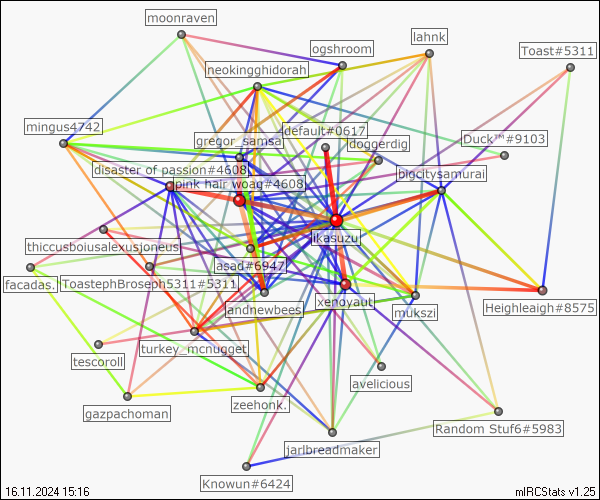 moonraven
ogshroom
lahnk
Toast#5311
neokingghidorah
mingus4742
default#0617
Duck™#9103
gregor_samsa
doggerdig
disaster of passion#4608
bigcitysamurai
pink hair woag#4608
likasuzu
thiccusboiusalexusjoneus
asad#6947
facadas.
ToastephBroseph5311#5311
xenoyaut
jandnewbees
mukszi
Heighleaigh#8575
turkey_mcnugget
tescoroll
avelicious
zeehonk.
gazpachoman
Random Stuf6#5983
jarlbreadmaker
Knowun#6424
16.11.2024 15:16
mIRCStats v1.25